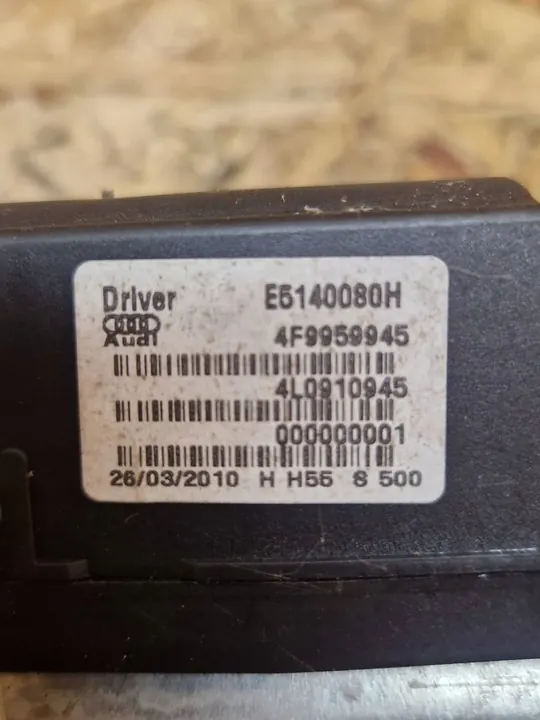 Driver E5140080H
Audi 4F9959945
4L0910945
000000001
26/03/2010 H H55 S 500